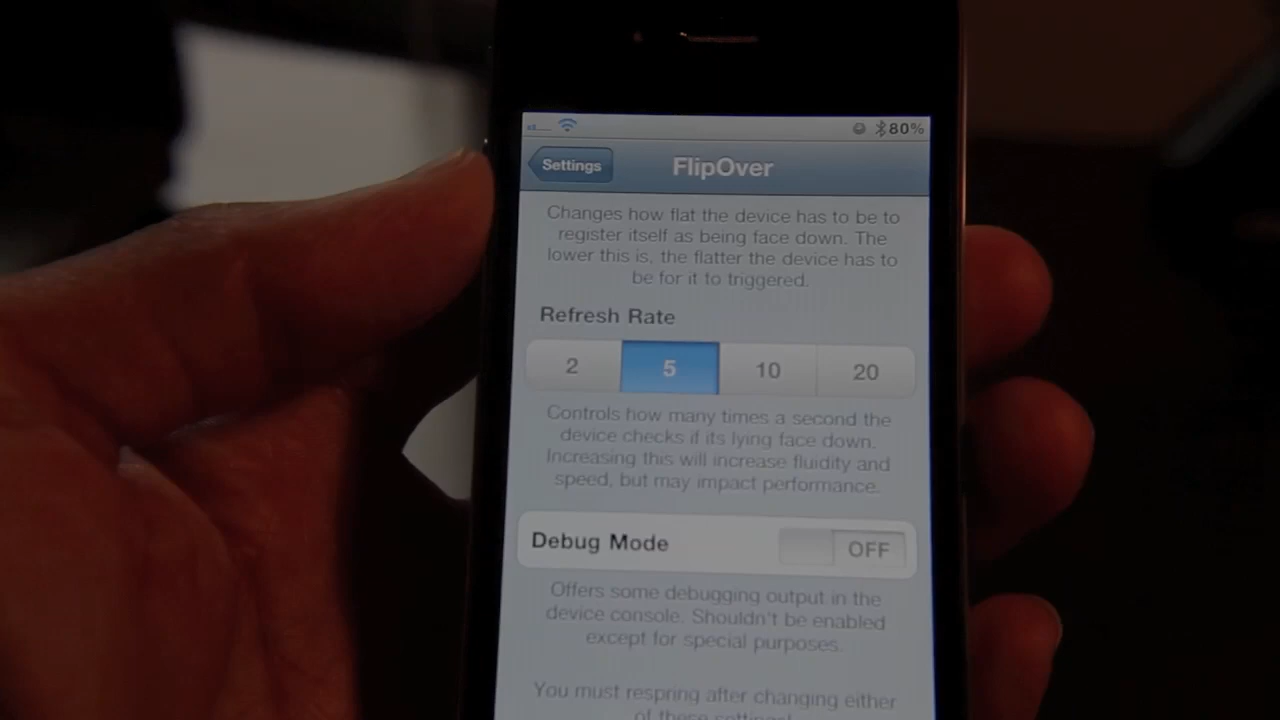 80%
Settings
FlipOver
Changes how flat the device has to be to
register itself as being face down. The
lower this is, the flatter the device has to
be for it to triggered.
Refresh Rate
2 5 10 20
Controls how many times a second the
device checks if its lying face down.
Increasing this will increase fluidity and
speed, but may impact performance.
Debug Mode OFF
Offers some debugging output in the
device console. Shouldn't be enabled
except for special purposes.
You must respring after changing either
of these settings!